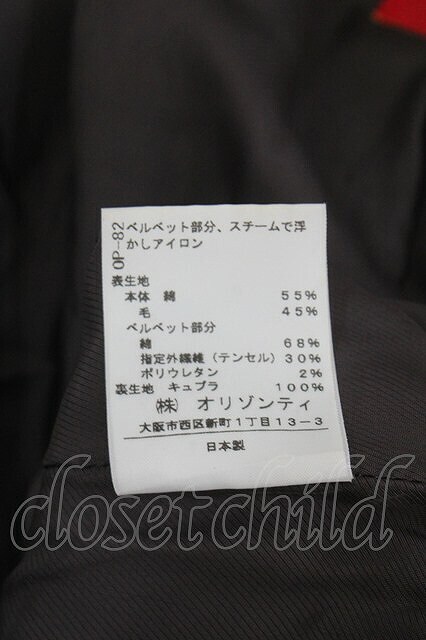 OP-82
ベルベット部分、スチームで浮
かしアイロン
表生地
本体 綿 55%
毛 45%
ベルベット部分
綿 68%
指定外繊維(テンセル)30%
ポリウレタン 2%
裏生地 キュプラ 100%
㈱ オリゾンティ
大阪市西区新町1丁目13-3
日本製
closetchild